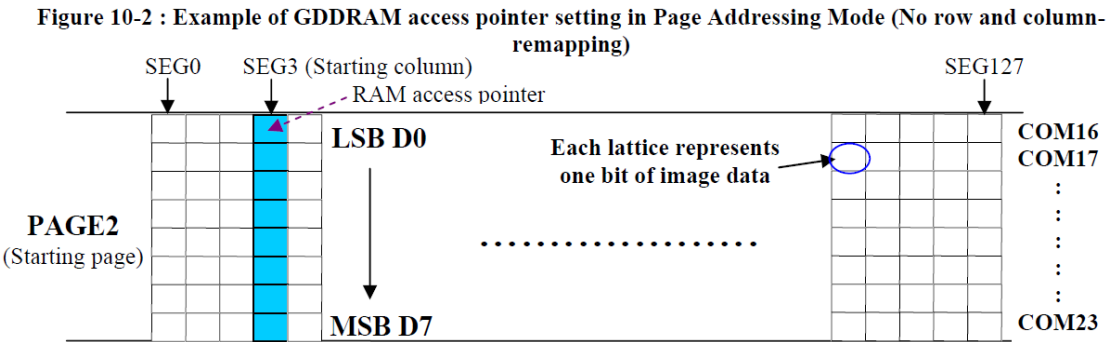 Figure 10-2 : Example of GDDRAM access pointer setting in Page Addressing Mode (No row and column-
remapping)
SEG0 SEG3 (Starting column) SEG127
RAM access pointer
LSB D0
COM16
Each lattice represents
COM17
one bit of image data
:
:
PAGE2
:
(Starting page)
....................
:
:
MSB D7
COM23